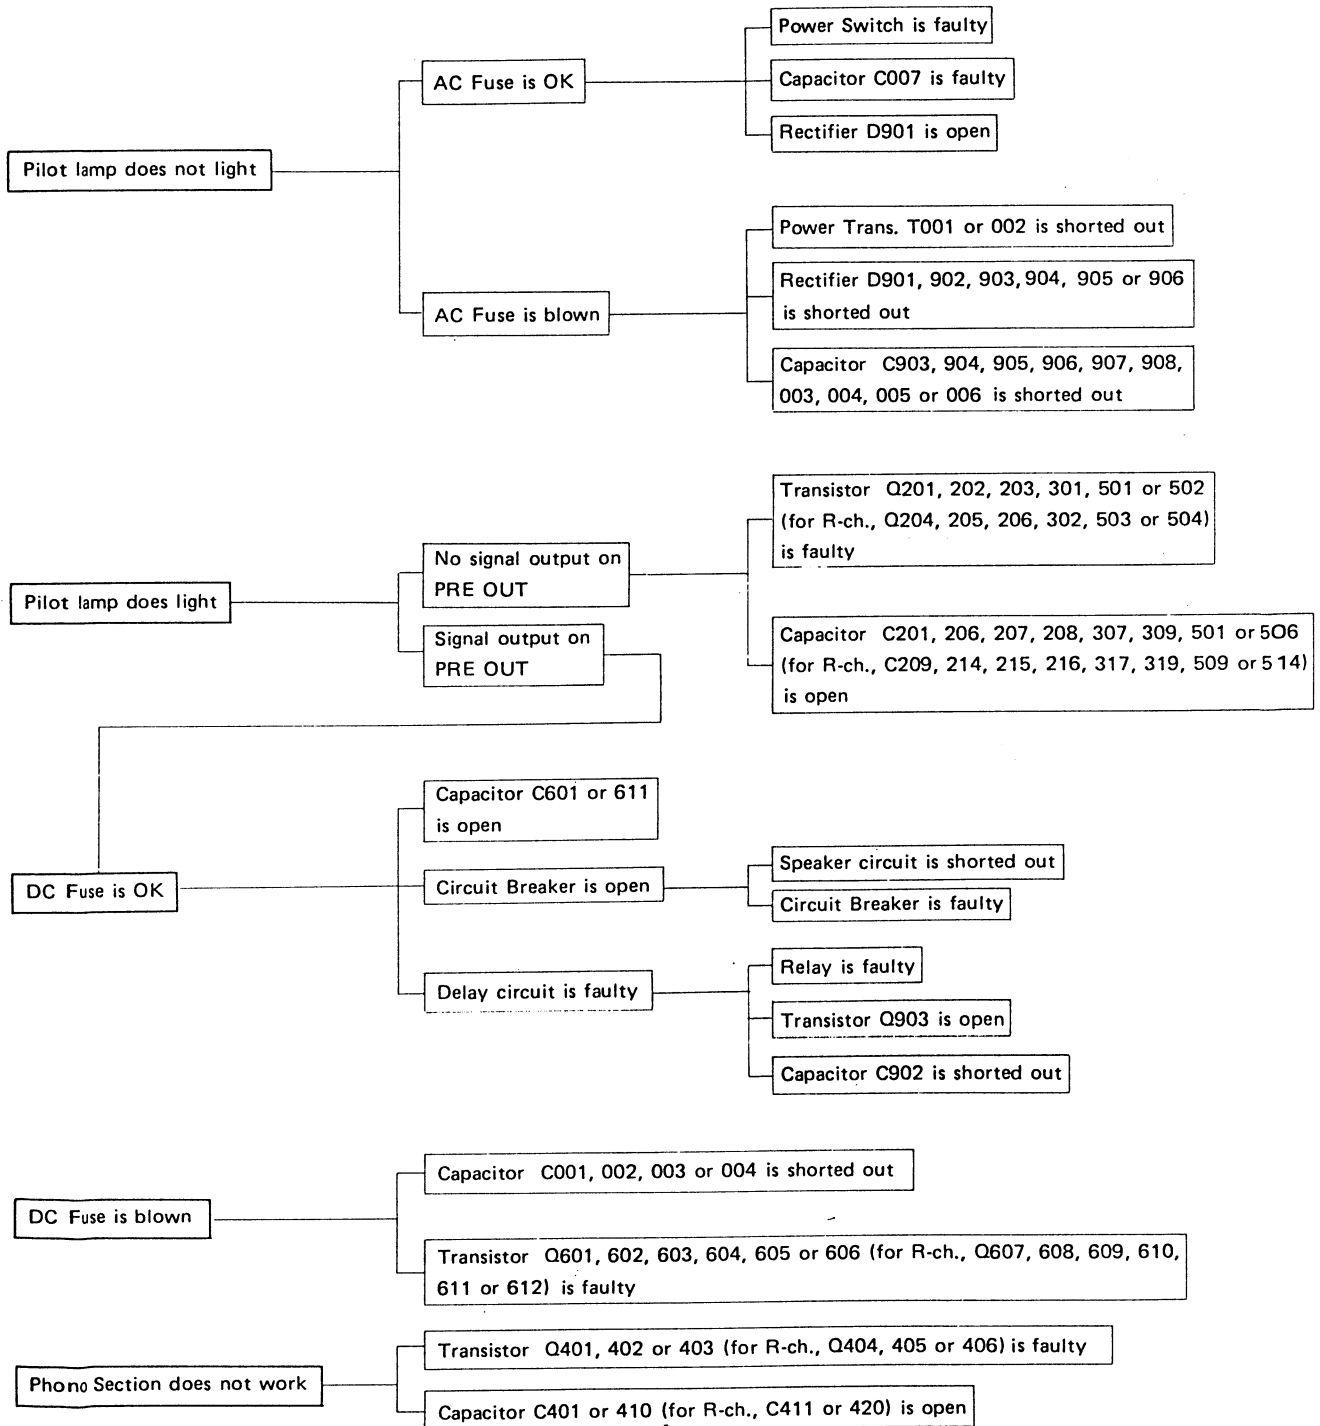 Power Switch is faulty
AC Fuse is OK
Capacitor C007 is faulty
Rectifier D901 is open
Pilot lamp does not light
Power Trans. T001 or 002 is shorted out
Rectifier D901, 902, 903, 904, 905 or 906
is shorted out
AC Fuse is blown
Capacitor C903, 904, 905, 906, 907, 908,
003, 004, 005 or 006 is shorted out
Transistor Q201, 202, 203, 301, 501 or 502
(for R-ch., Q204, 205, 206, 302, 503 or 504)
is faulty
No signal output on
PRE OUT
Pilot lamp does light
Signal output on
PRE OUT
Capacitor C201, 206, 207, 208, 307, 309, 501 or 506
(for R-ch., C209, 214, 215, 216, 317, 319, 509 or 514)
is open
Capacitor C601 or 611
is open
DC Fuse is OK
Circuit Breaker is open
Speaker circuit is shorted out
Circuit Breaker is faulty
Delay circuit is faulty
Relay is faulty
Transistor Q903 is open
Capacitor C902 is shorted out
Capacitor C001, 002, 003 or 004 is shorted out
DC Fuse is blown
Transistor Q601, 602, 603, 604, 605 or 606 (for R-ch., Q607, 608, 609, 610,
611 or 612) is faulty
Transistor Q401, 402 or 403 (for R-ch., Q404, 405 or 406) is faulty
Phono Section does not work
Capacitor C401 or 410 (for R-ch., C411 or 420) is open